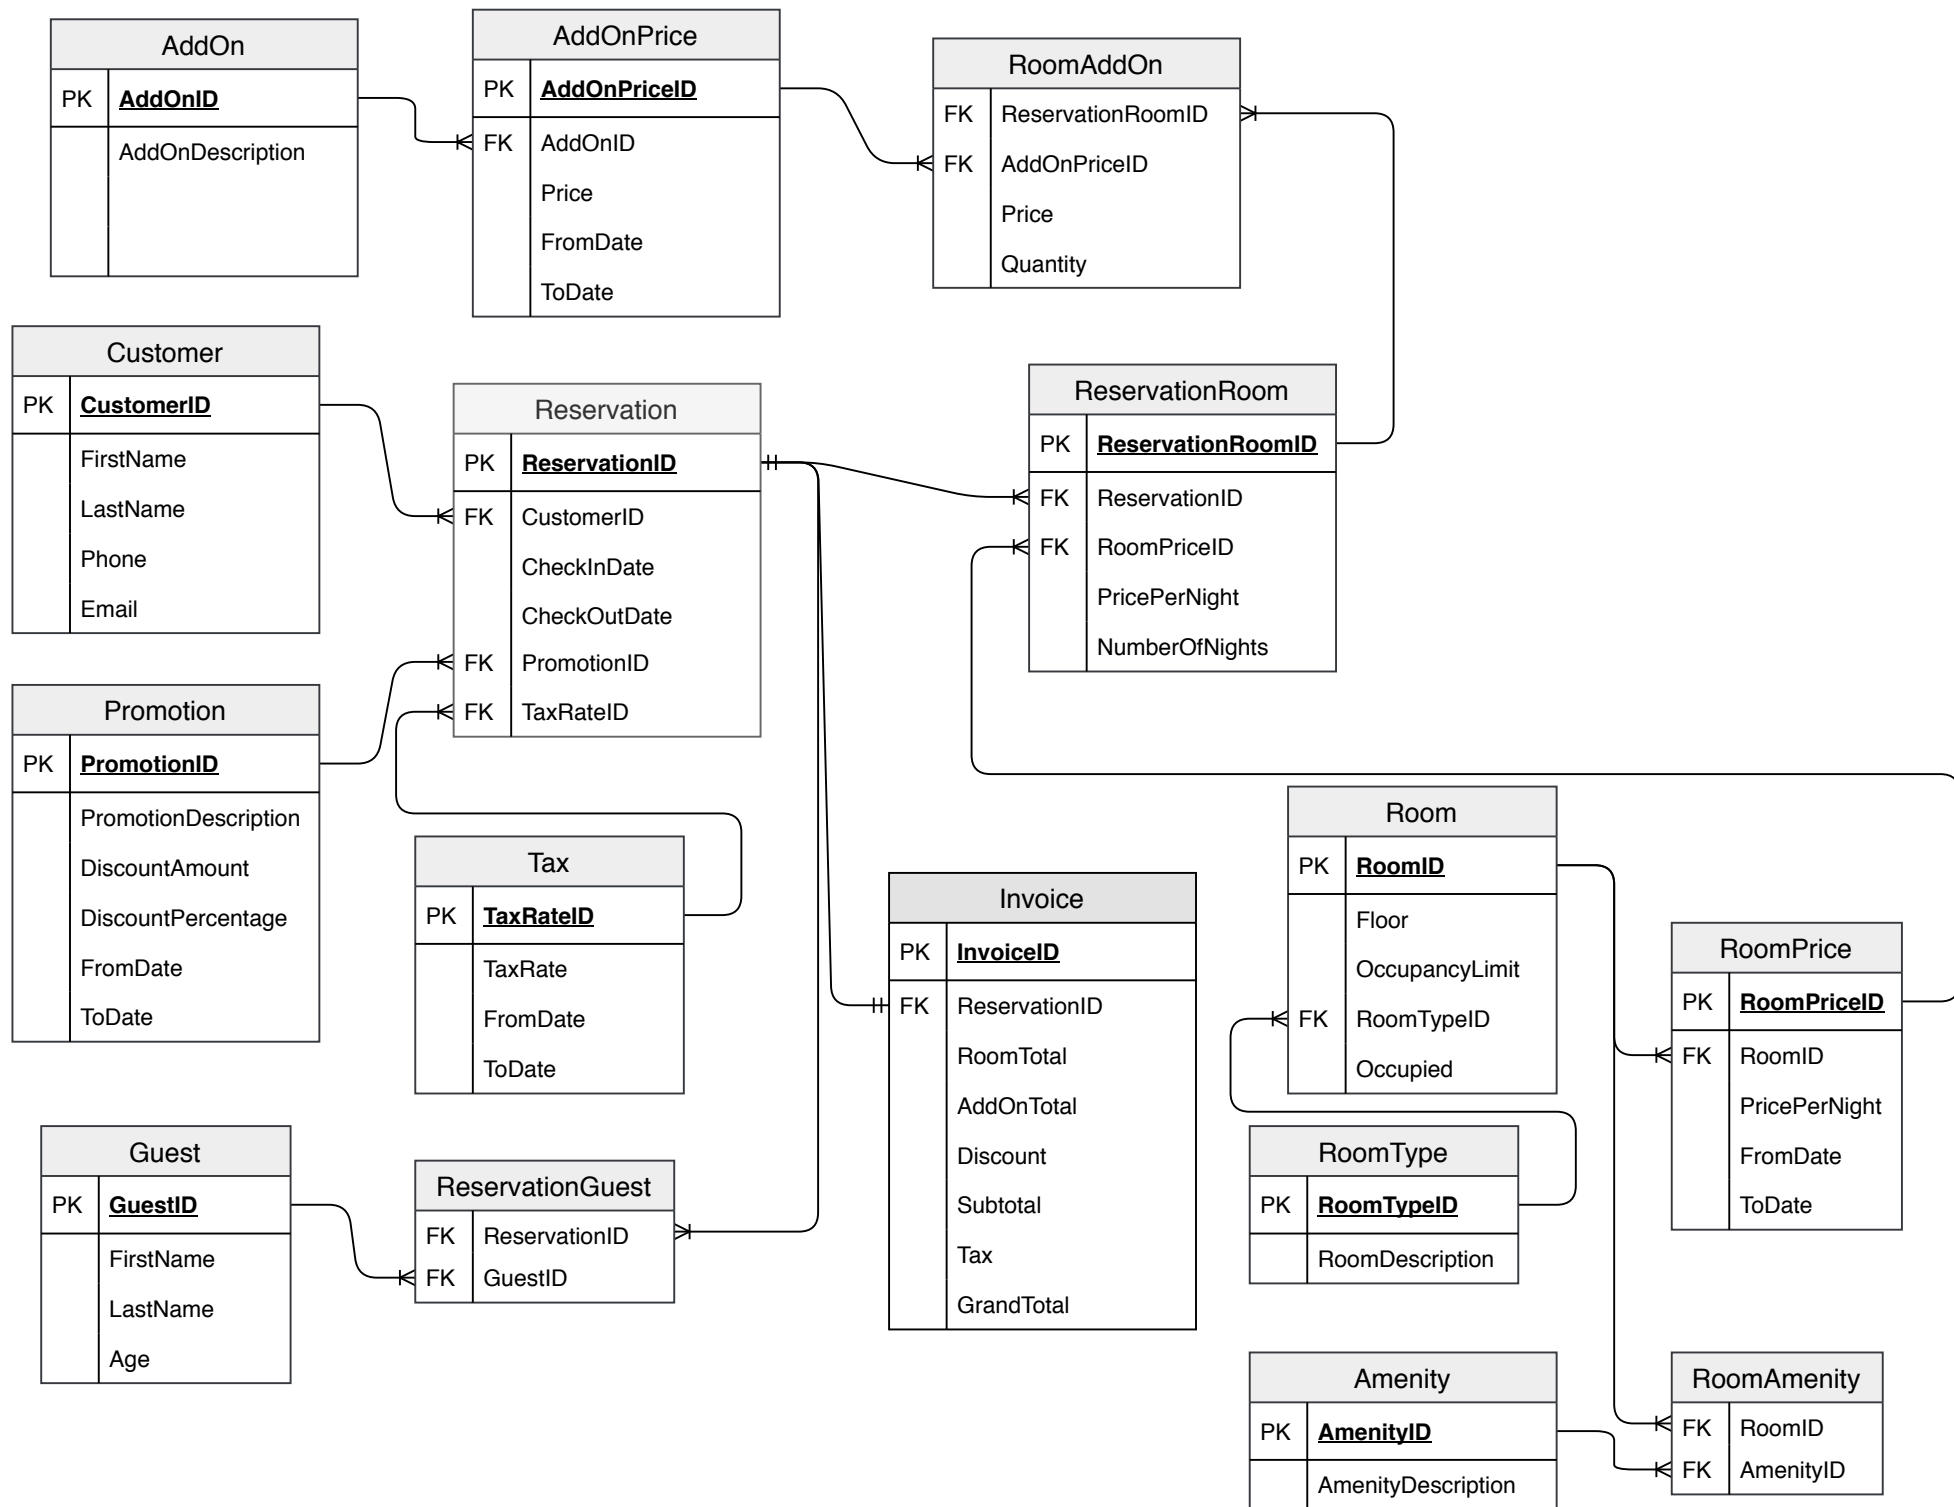 AddOn
PK AddOnID
AddOnDescription
AddOnPrice
PK AddOnPriceID
FK AddOnID
Price
FromDate
ToDate
RoomAddOn
FK ReservationRoomID
FK AddOnPriceID
Price
Quantity
Customer
PK CustomerID
FirstName
LastName
Phone
Email
Reservation
PK ReservationID
FK CustomerID
CheckInDate
CheckOutDate
FK PromotionID
FK TaxRateID
ReservationRoom
PK ReservationRoomID
FK ReservationID
FK RoomPriceID
PricePerNight
NumberOfNights
Promotion
PK PromotionID
PromotionDescription
DiscountAmount
DiscountPercentage
FromDate
ToDate
Tax
PK TaxRateID
TaxRate
FromDate
ToDate
Invoice
PK InvoiceID
FK ReservationID
RoomTotal
AddOnTotal
Discount
Subtotal
Tax
GrandTotal
Room
PK RoomID
Floor
OccupancyLimit
FK RoomTypeID
Occupied
RoomPrice
PK RoomPriceID
FK RoomID
PricePerNight
FromDate
ToDate
Guest
PK GuestID
FirstName
LastName
Age
ReservationGuest
FK ReservationID
FK GuestID
RoomType
PK RoomTypeID
RoomDescription
Amenity
PK AmenityID
AmenityDescription
RoomAmenity
FK RoomID
FK AmenityID